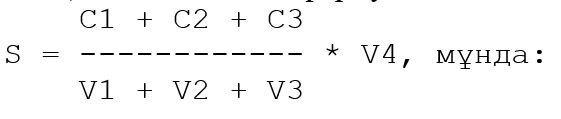 C1 + C2 + C3
S = ------------ * V4, мұнда:
V1 + V2 + V3